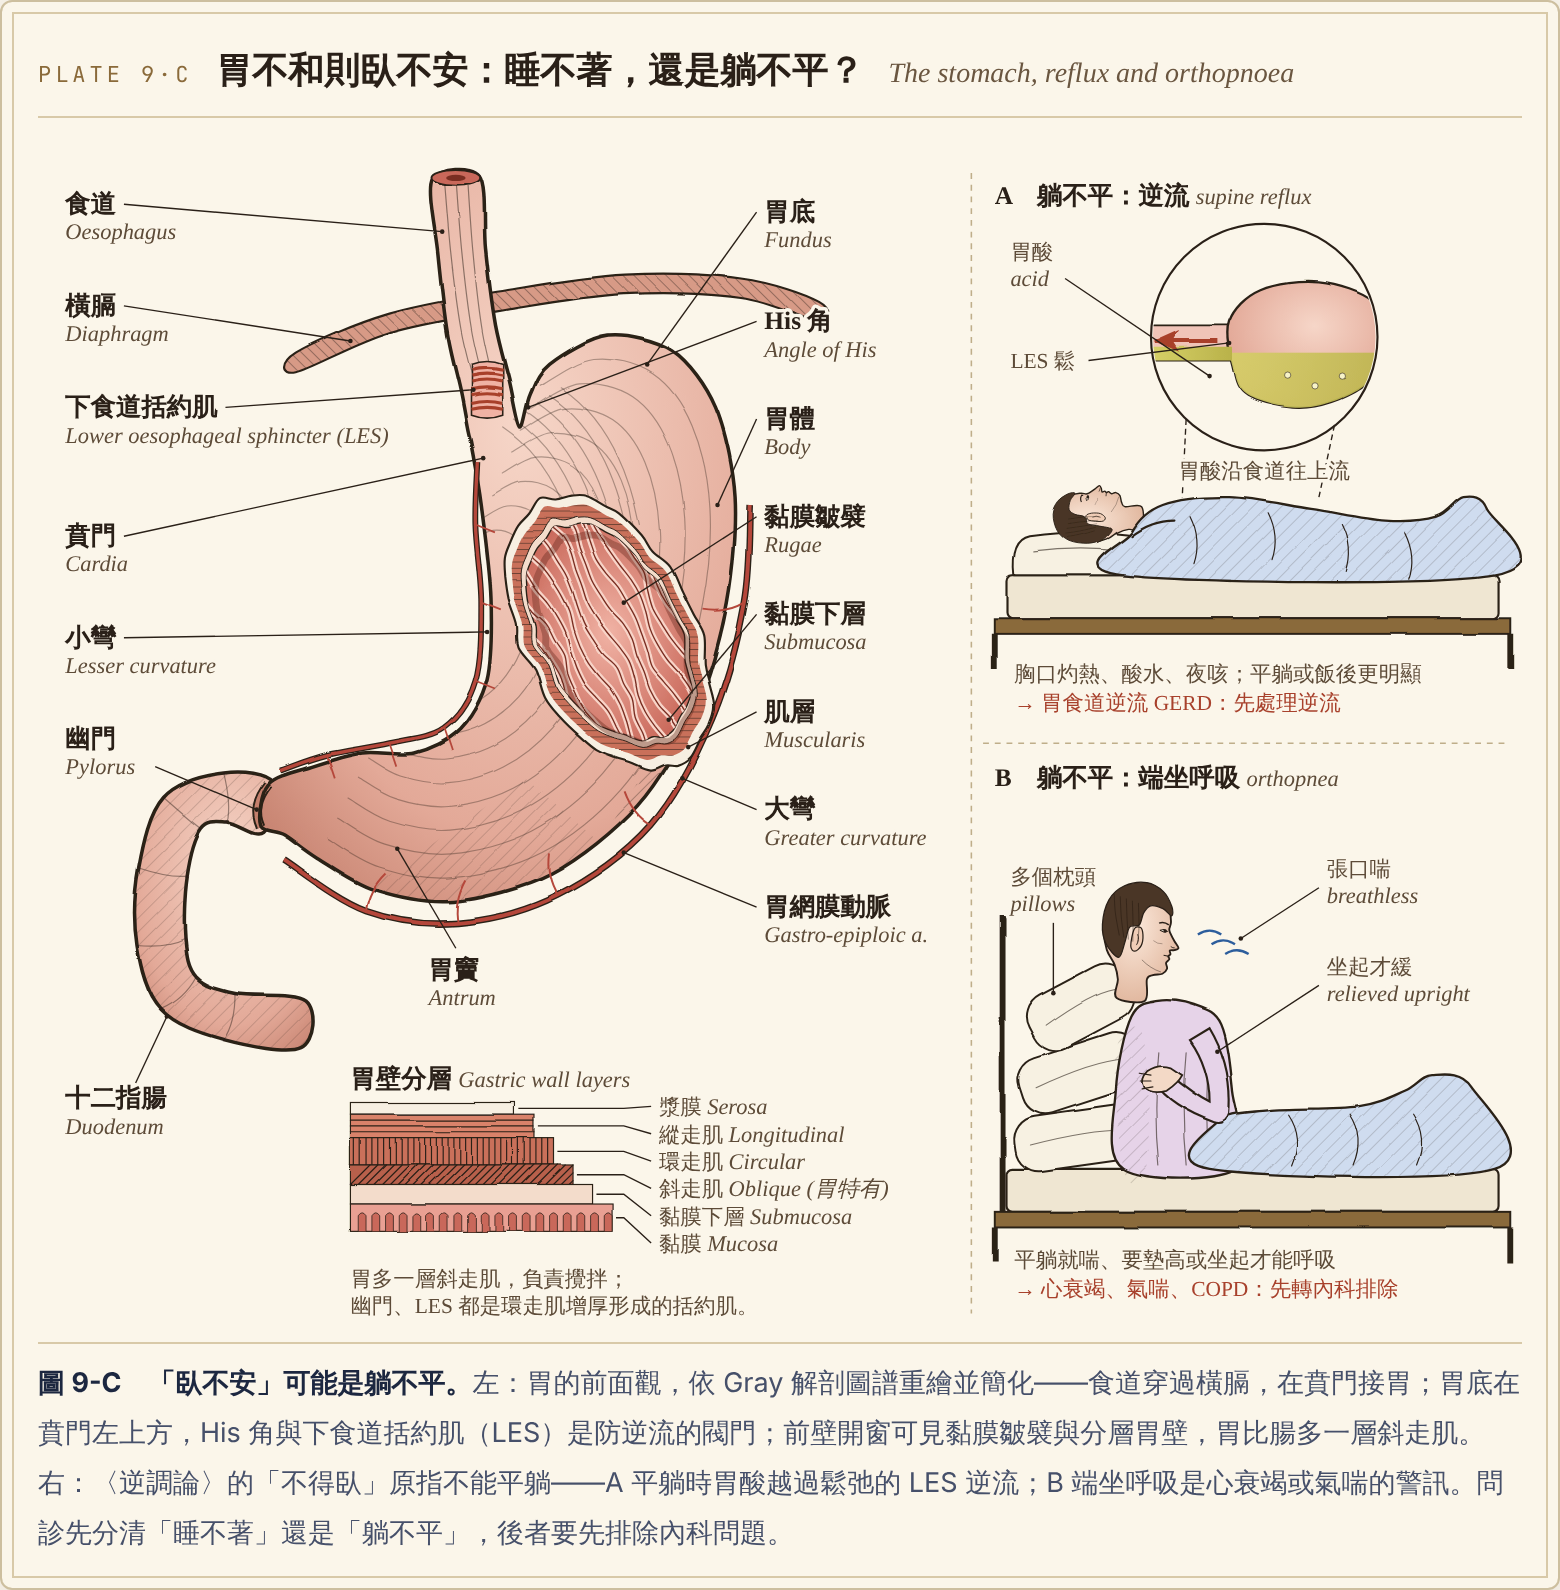 PLATE 9·C 胃不和則臥不安：睡不著，還是躺不平？ The stomach, reflux and orthopnoea
食道
Oesophagus
橫膈
Diaphragm
下食道括約肌
Lower oesophageal sphincter (LES)
賁門
Cardia
小彎
Lesser curvature
幽門
Pylorus
十二指腸
Duodenum
胃底
Fundus
His 角
Angle of His
胃體
Body
黏膜皺襞
Rugae
黏膜下層
Submucosa
肌層
Muscularis
大彎
Greater curvature
胃網膜動脈
Gastro-epiploic a.
胃竇
Antrum
胃壁分層 Gastric wall layers
漿膜 Serosa
縱走肌 Longitudinal
環走肌 Circular
斜走肌 Oblique (胃特有)
黏膜下層 Submucosa
黏膜 Mucosa
胃多一層斜走肌，負責攪拌；
幽門、LES 都是環走肌增厚形成的括約肌。
A 躺不平：逆流 supine reflux
胃酸
acid
LES 鬆
胃酸沿食道往上流
胸口灼熱、酸水、夜咳；平躺或飯後更明顯
→ 胃食道逆流 GERD：先處理逆流
B 躺不平：端坐呼吸 orthopnea
多個枕頭
pillows
張口喘
breathless
坐起才緩
relieved upright
平躺就喘、要墊高或坐起才能呼吸
→ 心衰竭、氣喘、COPD：先轉內科排除
圖 9-C 「臥不安」可能是躺不平。左：胃的前面觀，依 Gray 解剖圖譜重繪並簡化——食道穿過橫膈，在賁門接胃；胃底在
賁門左上方，His 角與下食道括約肌（LES）是防逆流的閥門；前壁開窗可見黏膜皺襞與分層胃壁，胃比腸多一層斜走肌。
右：〈逆調論〉的「不得臥」原指不能平躺——A 平躺時胃酸越過鬆弛的 LES 逆流；B 端坐呼吸是心衰竭或氣喘的警訊。問
診先分清「睡不著」還是「躺不平」，後者要先排除內科問題。